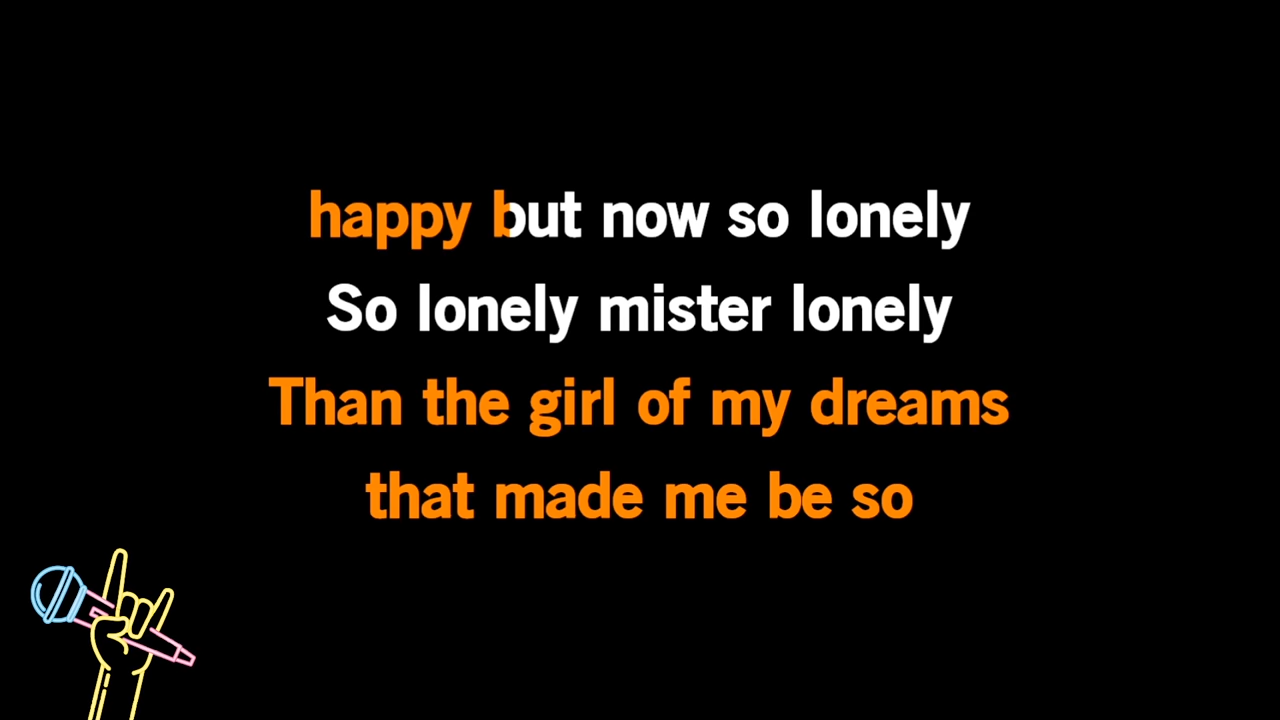 happy but now so lonely
So lonely mister lonely
Than the girl of my dreams
that made me be so